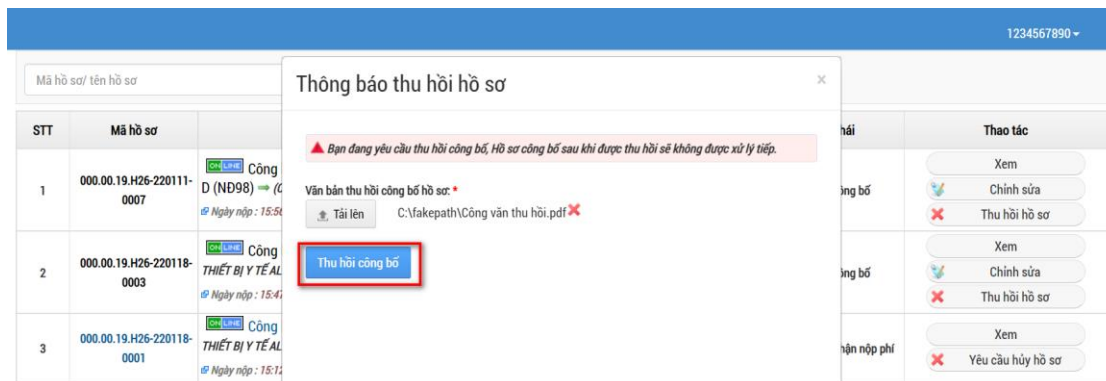 1234567890
Mã hồ sơ/ tên hồ sơ
Thông báo thu hồi hồ sơ
×
STT Mã hồ sơ hái Thao tác
Bạn đang yêu cầu thu hồi công bố, Hồ sơ công bố sau khi được thu hồi sẽ không được xử lý tiếp.
Văn bản thu hồi công bố hồ sơ: *
Tải lên C:\fakepath\Công văn thu hồi.pdf
Thu hồi công bố
1 000.00.19.H26-220111-0007
ONLINE Công
D (NĐ98) ⇒
Ngày nộp : 15:5
ông bố
Xem
Chỉnh sửa
Thu hồi hồ sơ
2 000.00.19.H26-220118-0003
ONLINE Công
THIẾT BỊ Y TẾ AL
Ngày nộp : 15:4
ông bố
Xem
Chỉnh sửa
Thu hồi hồ sơ
3 000.00.19.H26-220118-0001
ONLINE Công
THIẾT BỊ Y TẾ AL
Ngày nộp : 15:12
hận nộp phí
Xem
Yêu cầu hủy hồ sơ